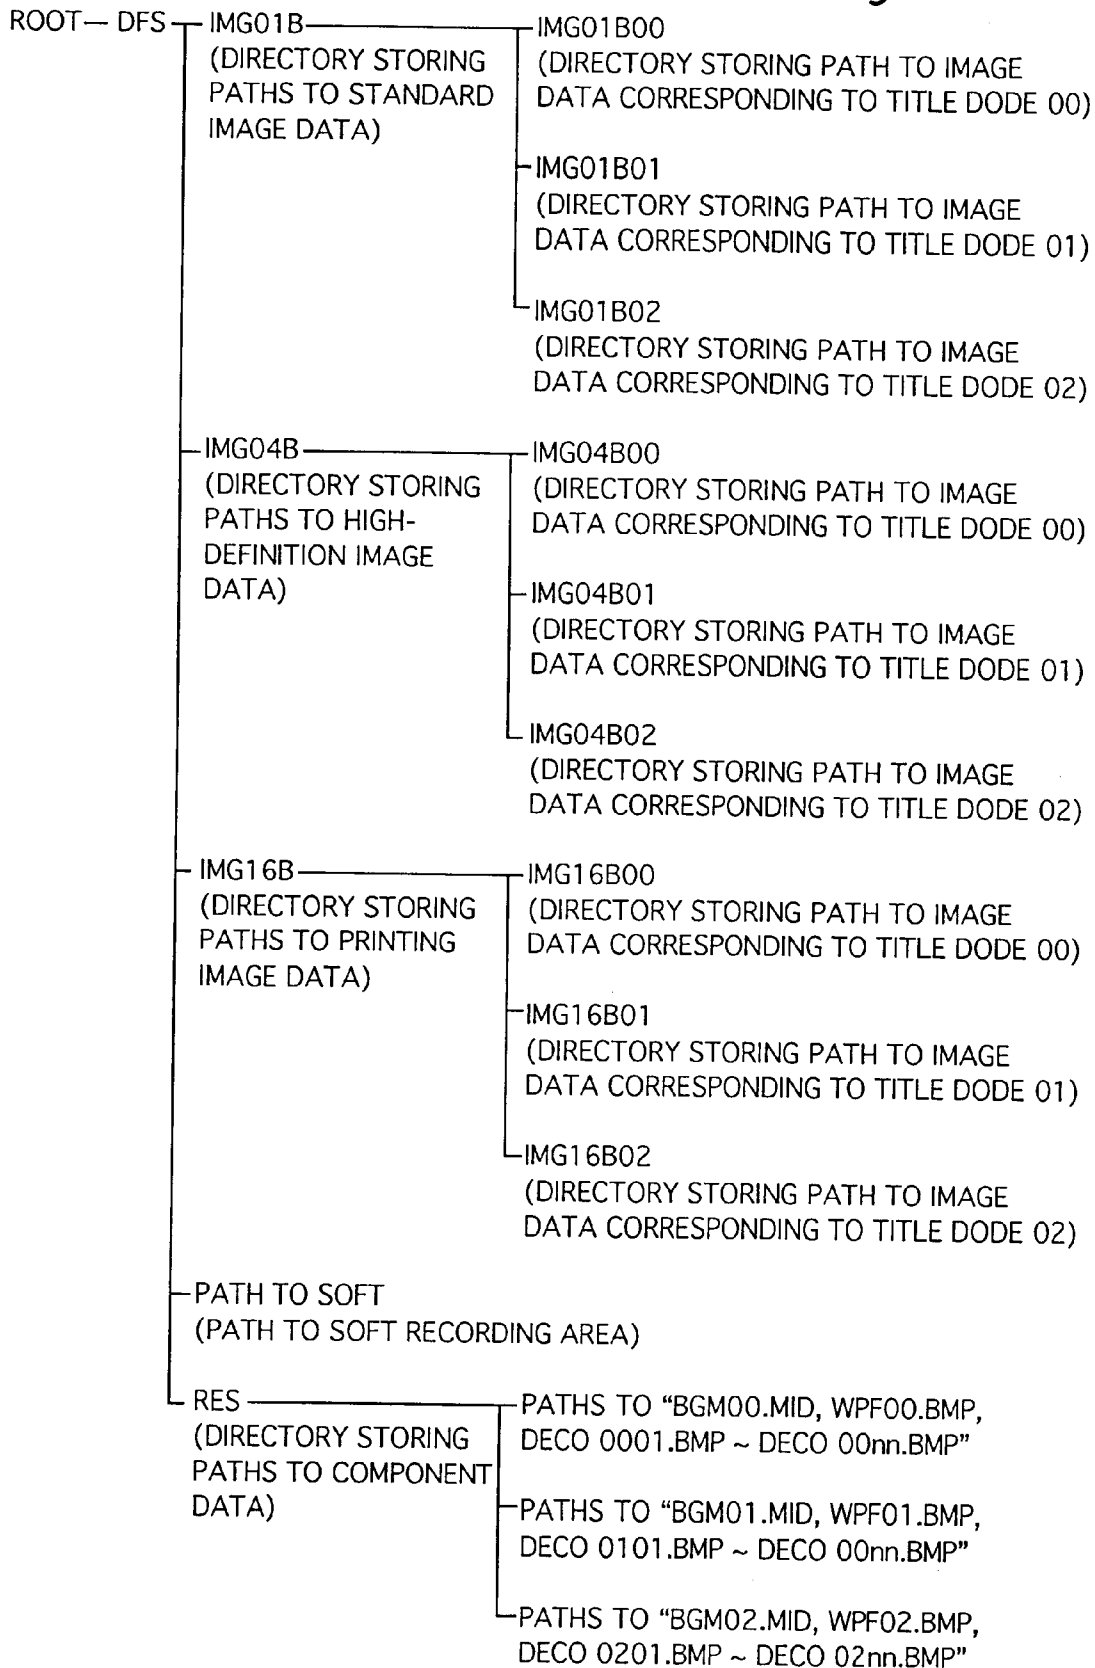 ROOT — DFS
IMG01B
(DIRECTORY STORING
PATHS TO STANDARD
IMAGE DATA)
IMG01B00
(DIRECTORY STORING PATH TO IMAGE
DATA CORRESPONDING TO TITLE DODE 00)
IMG01B01
(DIRECTORY STORING PATH TO IMAGE
DATA CORRESPONDING TO TITLE DODE 01)
IMG01B02
(DIRECTORY STORING PATH TO IMAGE
DATA CORRESPONDING TO TITLE DODE 02)
IMG04B
(DIRECTORY STORING
PATHS TO HIGH-
DEFINITION IMAGE
DATA)
IMG04B00
(DIRECTORY STORING PATH TO IMAGE
DATA CORRESPONDING TO TITLE DODE 00)
IMG04B01
(DIRECTORY STORING PATH TO IMAGE
DATA CORRESPONDING TO TITLE DODE 01)
IMG04B02
(DIRECTORY STORING PATH TO IMAGE
DATA CORRESPONDING TO TITLE DODE 02)
IMG16B
(DIRECTORY STORING
PATHS TO PRINTING
IMAGE DATA)
IMG16B00
(DIRECTORY STORING PATH TO IMAGE
DATA CORRESPONDING TO TITLE DODE 00)
IMG16B01
(DIRECTORY STORING PATH TO IMAGE
DATA CORRESPONDING TO TITLE DODE 01)
IMG16B02
(DIRECTORY STORING PATH TO IMAGE
DATA CORRESPONDING TO TITLE DODE 02)
PATH TO SOFT
(PATH TO SOFT RECORDING AREA)
RES
(DIRECTORY STORING
PATHS TO COMPONENT
DATA)
PATHS TO “BGM00.MID, WPF00.BMP,
DECO 0001.BMP ~ DECO 00nn.BMP”
PATHS TO “BGM01.MID, WPF01.BMP,
DECO 0101.BMP ~ DECO 00nn.BMP”
PATHS TO “BGM02.MID, WPF02.BMP,
DECO 0201.BMP ~ DECO 02nn.BMP”